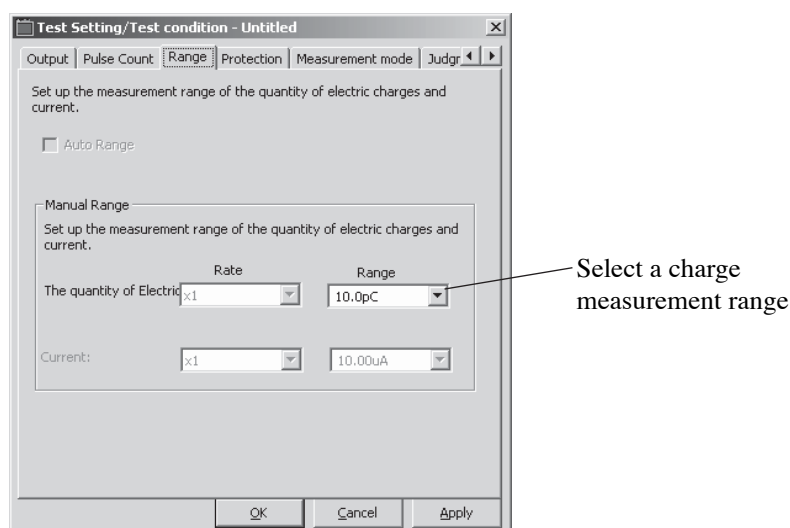 Test Setting/Test condition - Untitled
Output
Pulse Count
Range
Protection
Measurement mode
Judgr
Set up the measurement range of the quantity of electric charges and
current.
Auto Range
Manual Range
Set up the measurement range of the quantity of electric charges and
current.
Rate
Range
The quantity of Electric
x1
10.0pC
Select a charge
measurement range
Current:
x1
10.00uA
OK
Cancel
Apply